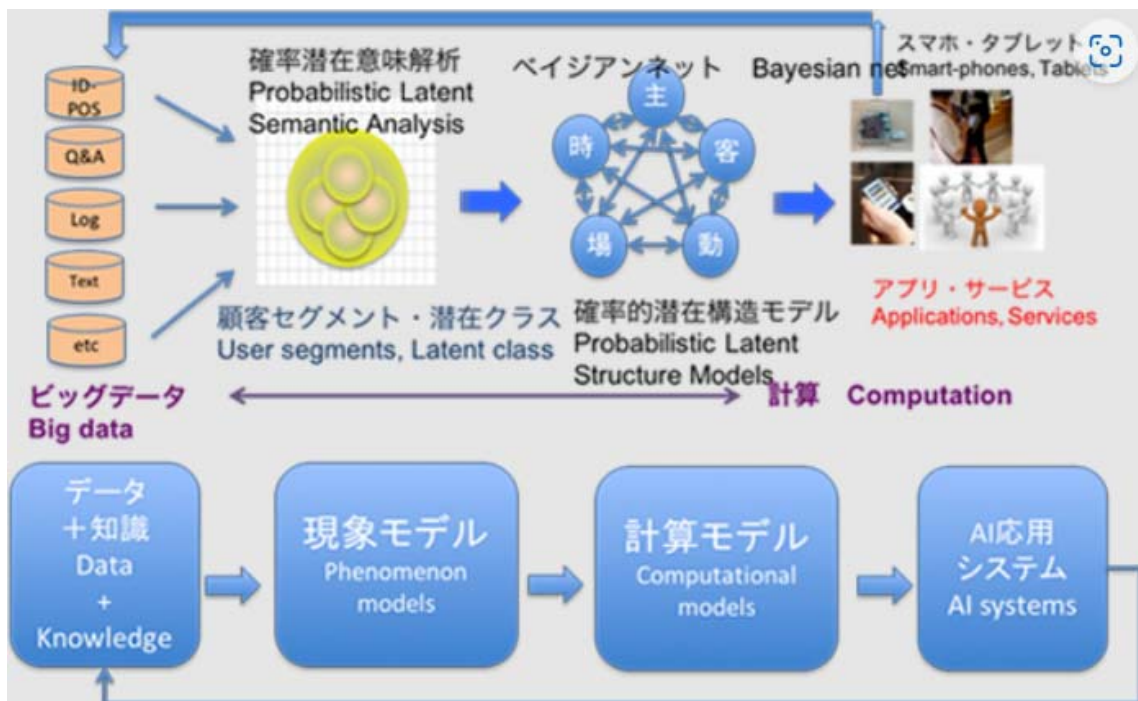 ID-
POS
Q&A
Log
Text
etc
確率潜在意味解析
Probabilistic Latent
Semantic Analysis
顧客セグメント・潜在クラス
User segments, Latent class
ベイジアンネット Bayesian net
主
時
客
場
動
確率的潜在構造モデル
Probabilistic Latent
Structure Models
スマホ・タブレット
Smart-phones, Tablets
アプリ・サービス
Applications, Services
ビッグデータ
Big data
計算 Computation
データ
+知識
Data
+
Knowledge
現象モデル
Phenomenon
models
計算モデル
Computational
models
AI応用
システム
AI systems